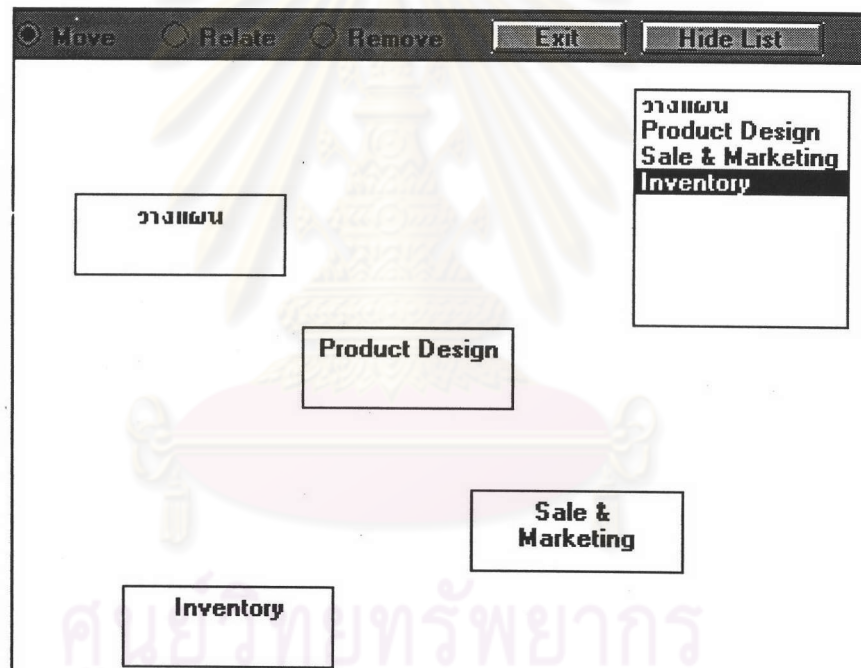 Move Relate Remove Exit Hide List
วางแผน
Product Design
Sale & Marketing
Inventory
วางแผน
Product Design
Sale &
Marketing
Inventory
ศูนย์วิทยทรัพยากร